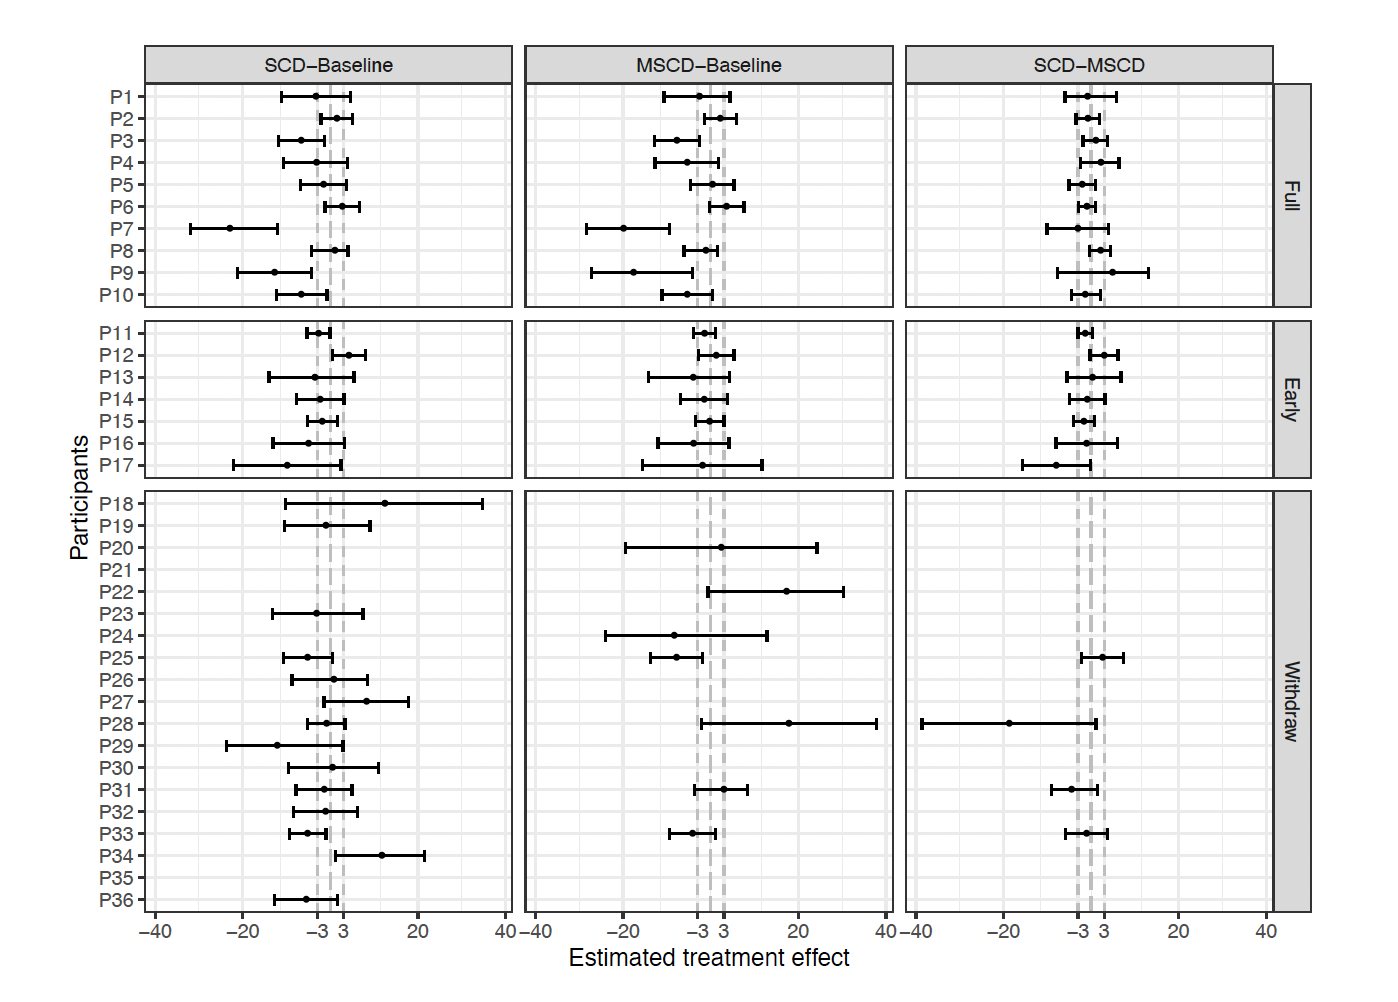 SCD−Baseline
MSCD−Baseline
SCD−MSCD
P1
P2
P3
P4
P5
P6
P7
P8
P9
P10
Full
P11
P12
P13
P14
P15
P16
P17
Early
P18
P19
P20
P21
P22
P23
P24
P25
P26
P27
P28
P29
P30
P31
P32
P33
P34
P35
P36
Withdraw
Participants
−40 −20 −3 3 20 40
−40 −20 −3 3 20 40
−40 −20 −3 3 20 40
Estimated treatment effect